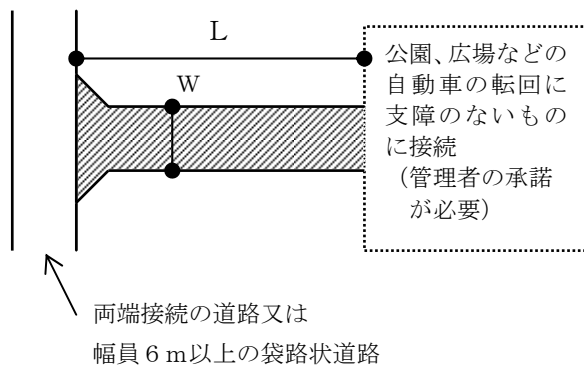 L
W
公園、広場などの
自動車の転回に
支障のないもの
に接続
（管理者の承諾
が必要）
両端接続の道路又は
幅員６ｍ以上の袋路状道路